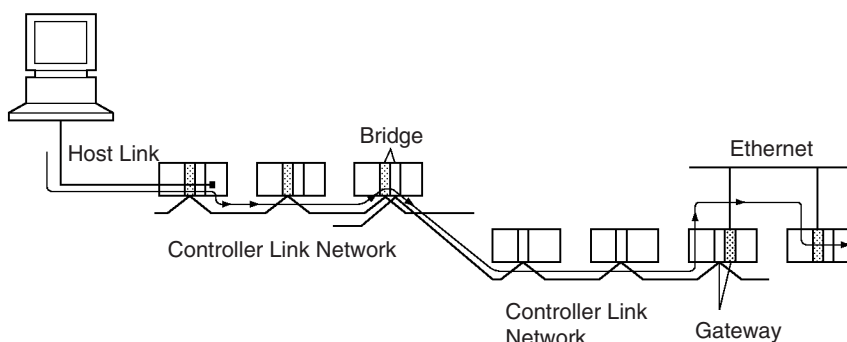 Host Link
Bridge
Ethernet
Controller Link Network
Controller Link
Network
Gateway